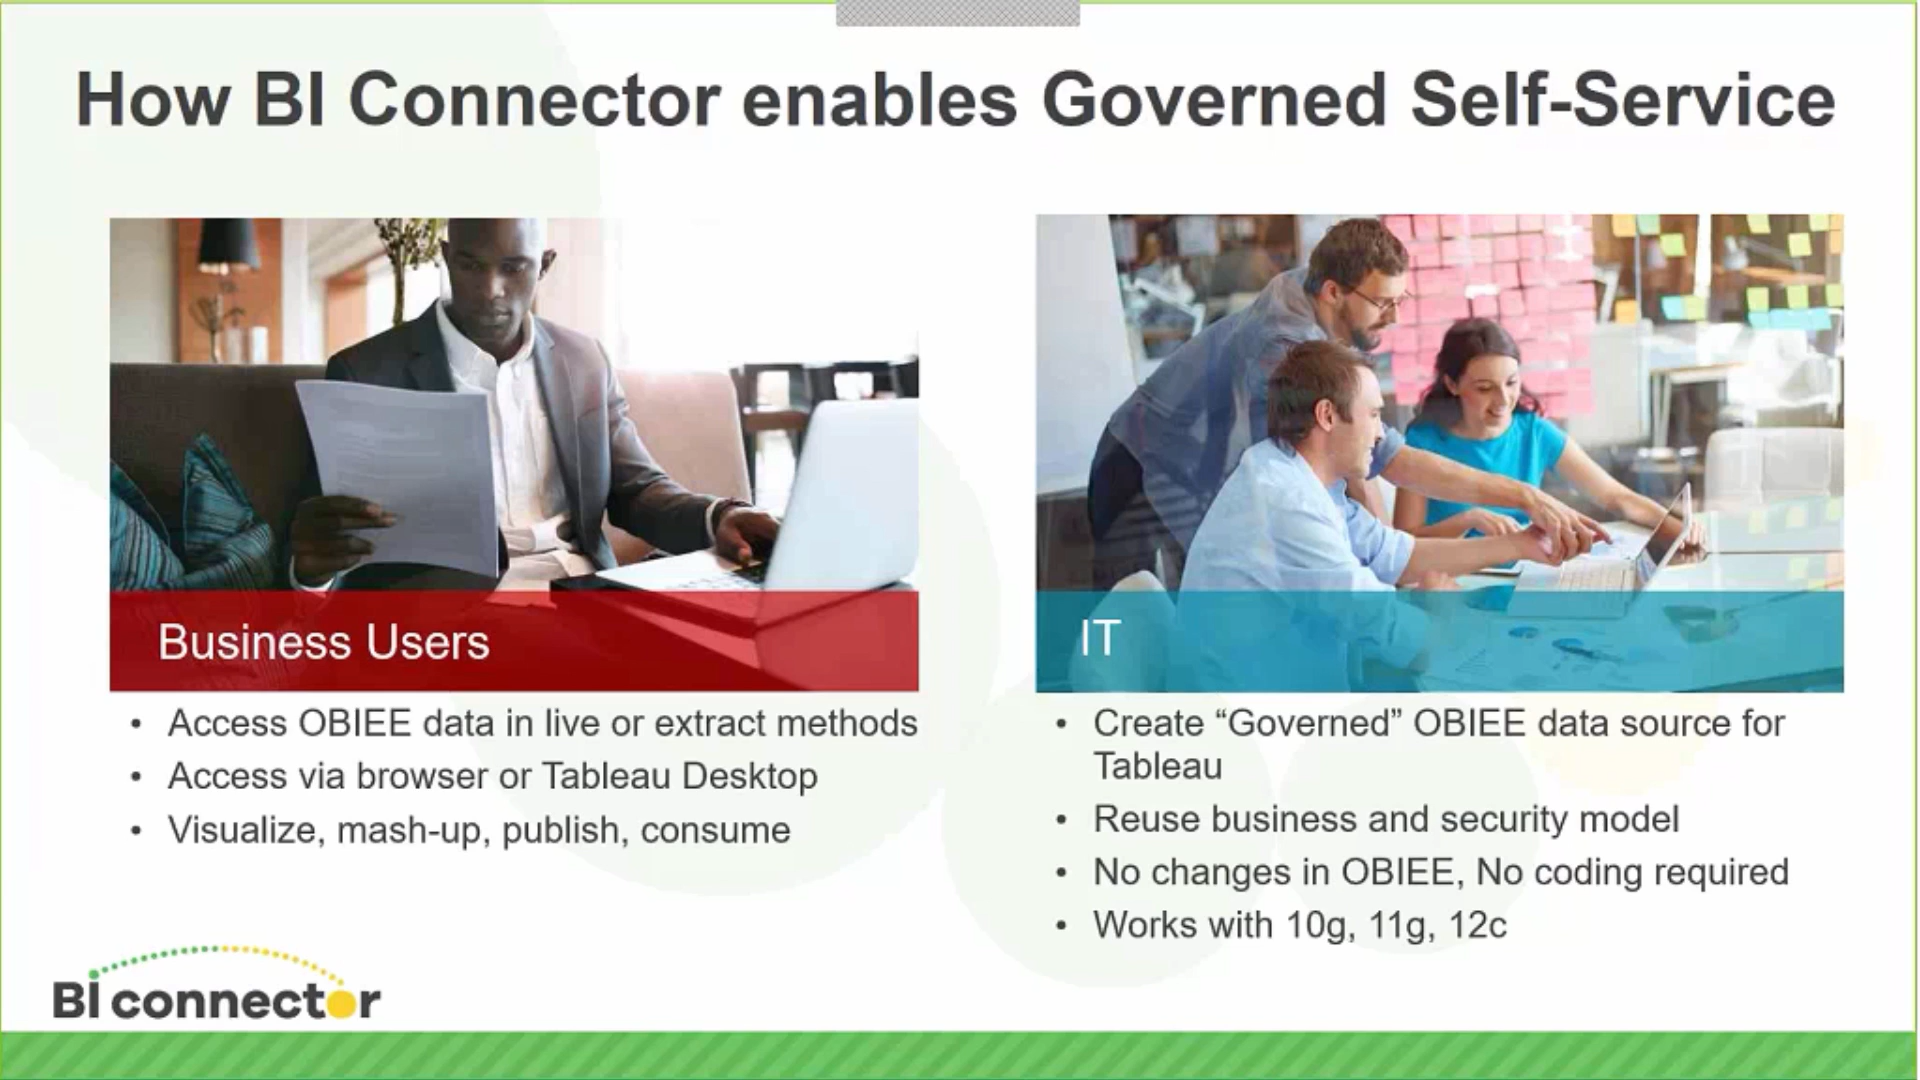 How BI Connector enables Governed Self-Service
Business Users
• Access OBIEE data in live or extract methods
• Access via browser or Tableau Desktop
• Visualize, mash-up, publish, consume
IT
• Create “Governed” OBIEE data source for
Tableau
• Reuse business and security model
• No changes in OBIEE, No coding required
• Works with 10g, 11g, 12c
BI connector